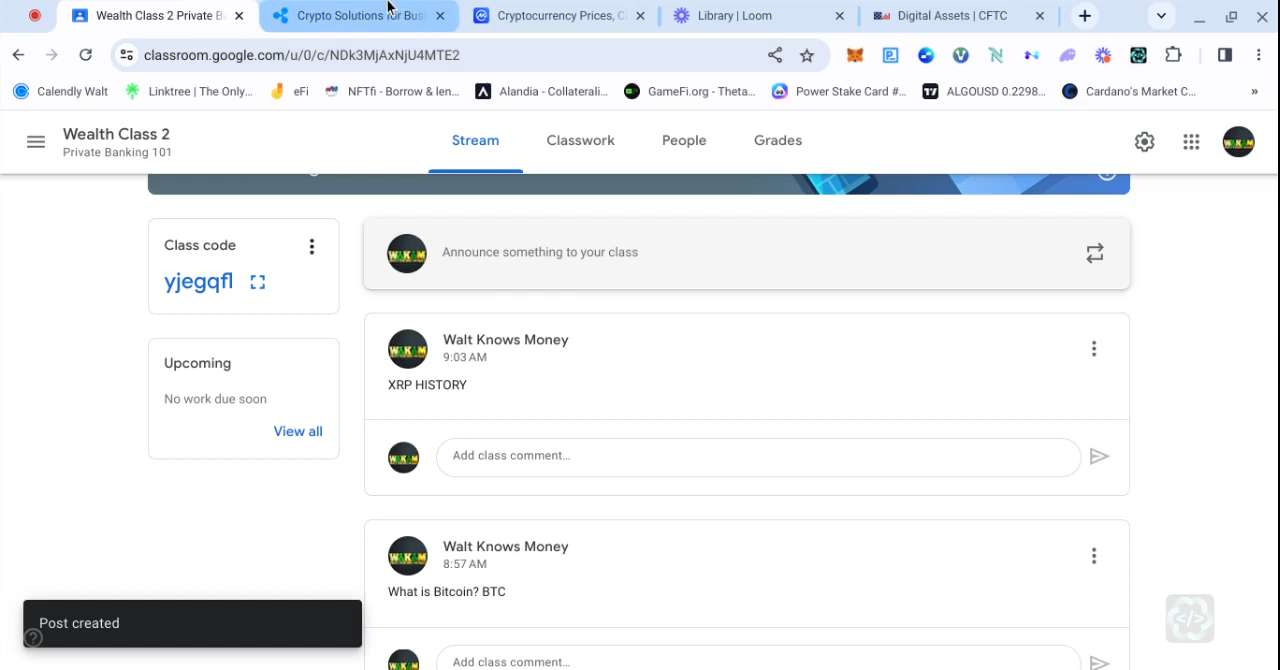 Wealth Class 2 Private B
Crypto Solutions for Bus
Cryptocurrency Prices, C
Library | Loom
Digital Assets | CFTC
classroom.google.com/u/0/c/NDk3MjAxNjU4MTE2
Calendly Walt
Linktree | The Only...
eFi
NFTfi - Borrow & len...
Alandia - Collaterali...
GameFi.org - Theta...
Power Stake Card #...
ALGOUSD 0.2298...
Cardano's Market C...
»
Wealth Class 2
Private Banking 101
Stream
Classwork
People
Grades
Class code
yjegqfl
Announce something to your class
Upcoming
No work due soon
View all
Walt Knows Money
9:03 AM
XRP HISTORY
Add class comment...
Walt Knows Money
8:57 AM
What is Bitcoin? BTC
Add class comment...
Post created